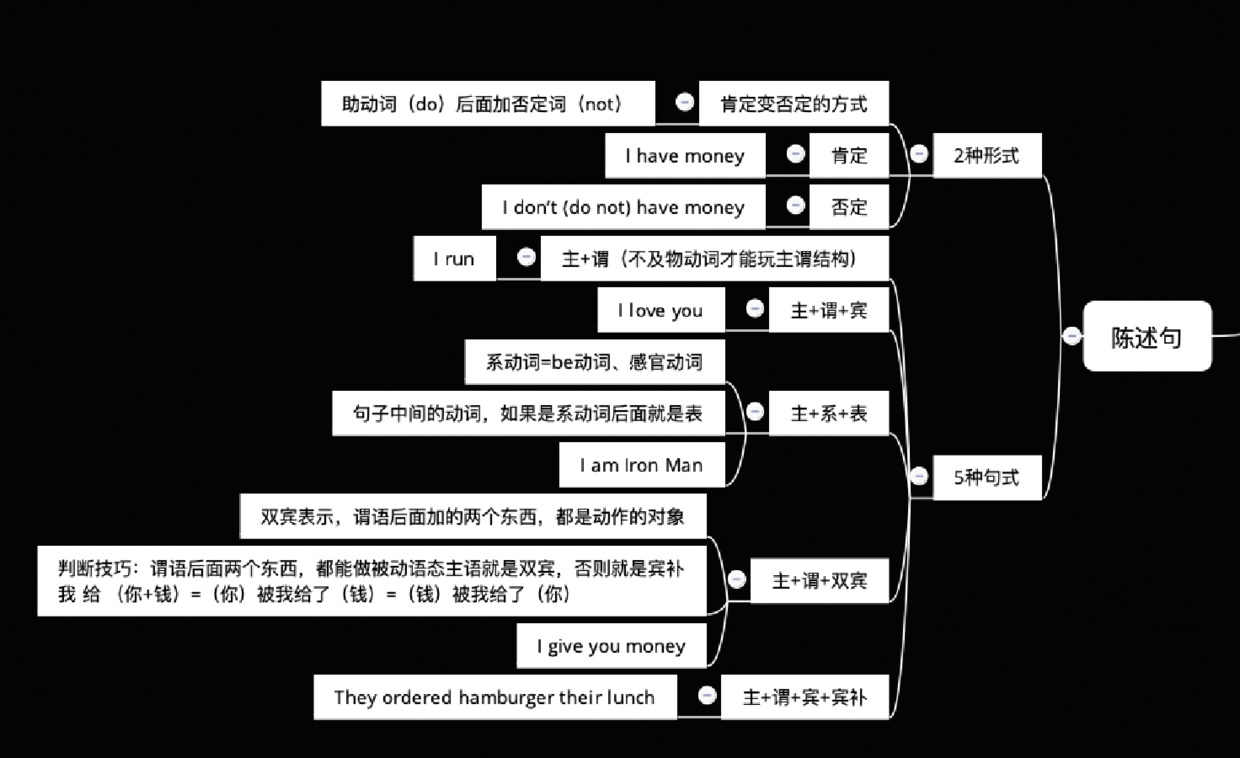 助动词（do）后面加否定词（not）
肯定变否定的方式
I have money
肯定
2种形式
I don’t (do not) have money
否定
I run
主+谓（不及物动词才能玩主谓结构）
I love you
主+谓+宾
陈述句
系动词=be动词、感官动词
句子中间的动词，如果是系动词后面就是表
主+系+表
I am Iron Man
5种句式
双宾表示，谓语后面加的两个东西，都是动作的对象
判断技巧：谓语后面两个东西，都能做被动语态主语就是双宾，否则就是宾补
我 给 （你+钱）=（你）被我给了（钱）=（钱）被我给了（你）
主+谓+双宾
I give you money
They ordered hamburger their lunch
主+谓+宾+宾补